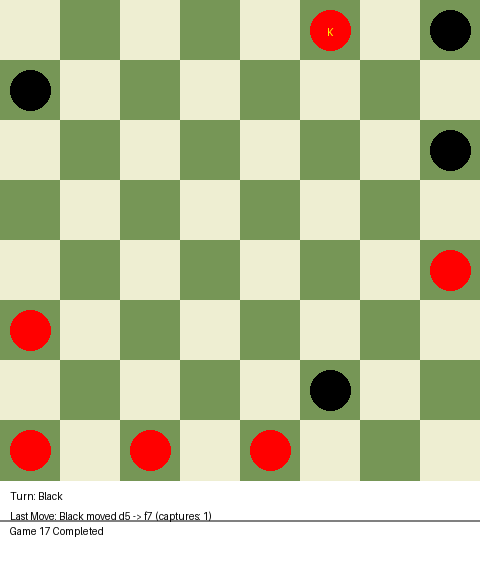 K
Turn: Black
Last Move: Black moved d5 -> f7 (captures: 1)
Game 17 Completed